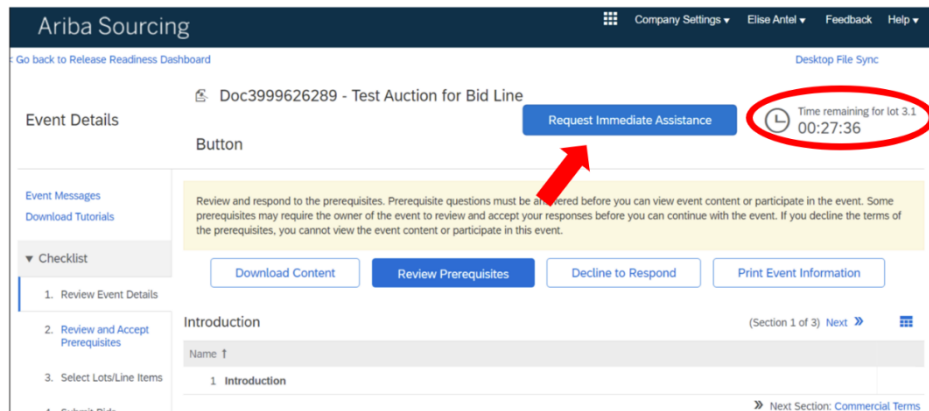 Ariba Sourcing
Company Settings ▾ Elise Antel ▾ Feedback Help ▾
Go back to Release Readiness Dashboard
Desktop File Sync
Event Details
Doc3999626289 - Test Auction for Bid Line
Button
Request Immediate Assistance
Time remaining for lot 3.1
00:27:36
Event Messages
Download Tutorials
▼ Checklist
1. Review Event Details
2. Review and Accept
Prerequisites
3. Select Lots/Line Items
Review and respond to the prerequisites. Prerequisite questions must be answered before you can view event content or participate in the event. Some
prerequisites may require the owner of the event to review and accept your responses before you can continue with the event. If you decline the terms of
the prerequisites, you cannot view the event content or participate in this event.
Download Content
Review Prerequisites
Decline to Respond
Print Event Information
Introduction
(Section 1 of 3) Next »
Name ↑
1 Introduction
» Next Section: Commercial Terms